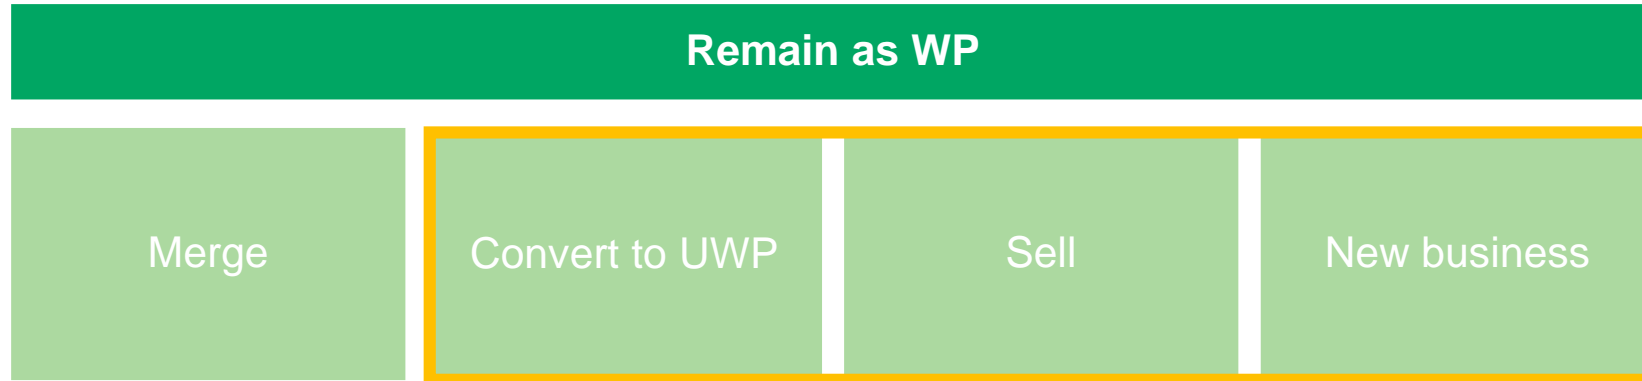 Remain as WP
Merge
Convert to UWP
Sell
New business